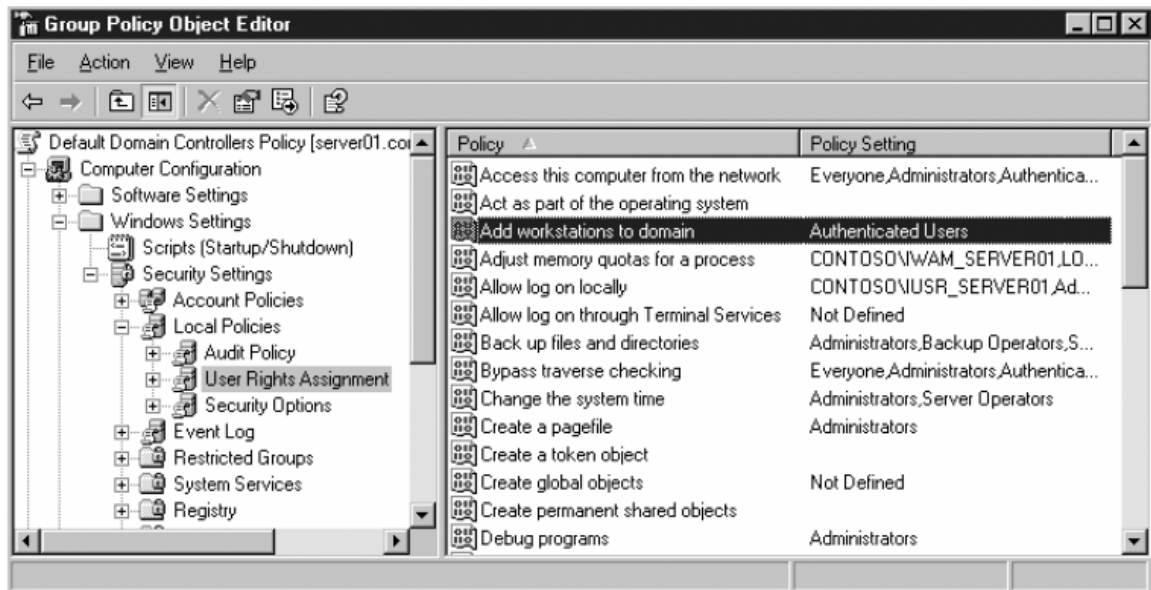 Group Policy Object Editor
File Action View Help
Default Domain Controllers Policy [server01.co
Computer Configuration
Software Settings
Windows Settings
Scripts (Startup/Shutdown)
Security Settings
Account Policies
Local Policies
Audit Policy
User Rights Assignment
Security Options
Event Log
Restricted Groups
System Services
Registry
Policy Policy Setting
Access this computer from the network Everyone,Administrators,Authentica...
Act as part of the operating system
Add workstations to domain Authenticated Users
Adjust memory quotas for a process CONTOSO\IWAM_SERVER01,LO...
Allow log on locally CONTOSO\IUSR_SERVER01,Ad...
Allow log on through Terminal Services Not Defined
Back up files and directories Administrators,Backup Operators,S...
Bypass traverse checking Everyone,Administrators,Authentica...
Change the system time Administrators,Server Operators
Create a pagefile Administrators
Create a token object
Create global objects Not Defined
Create permanent shared objects
Debug programs Administrators